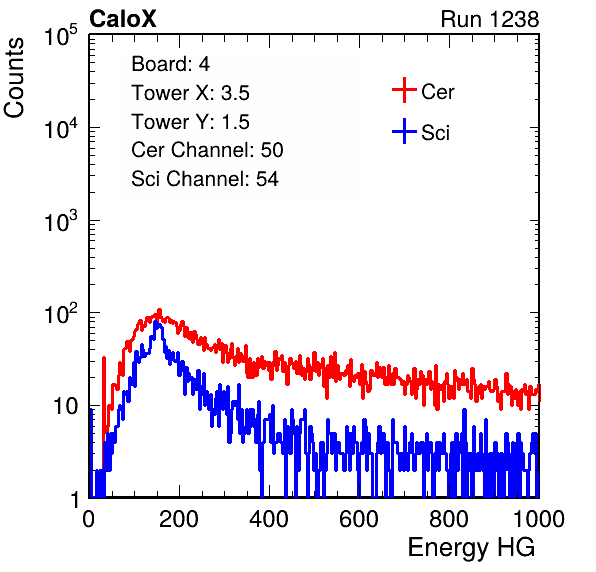 CaloX Run 1238
Counts
10^5
10^4
10^3
10^2
10
1
Board: 4
Tower X: 3.5
Tower Y: 1.5
Cer Channel: 50
Sci Channel: 54
Cer
Sci
0 200 400 600 800 1000
Energy HG